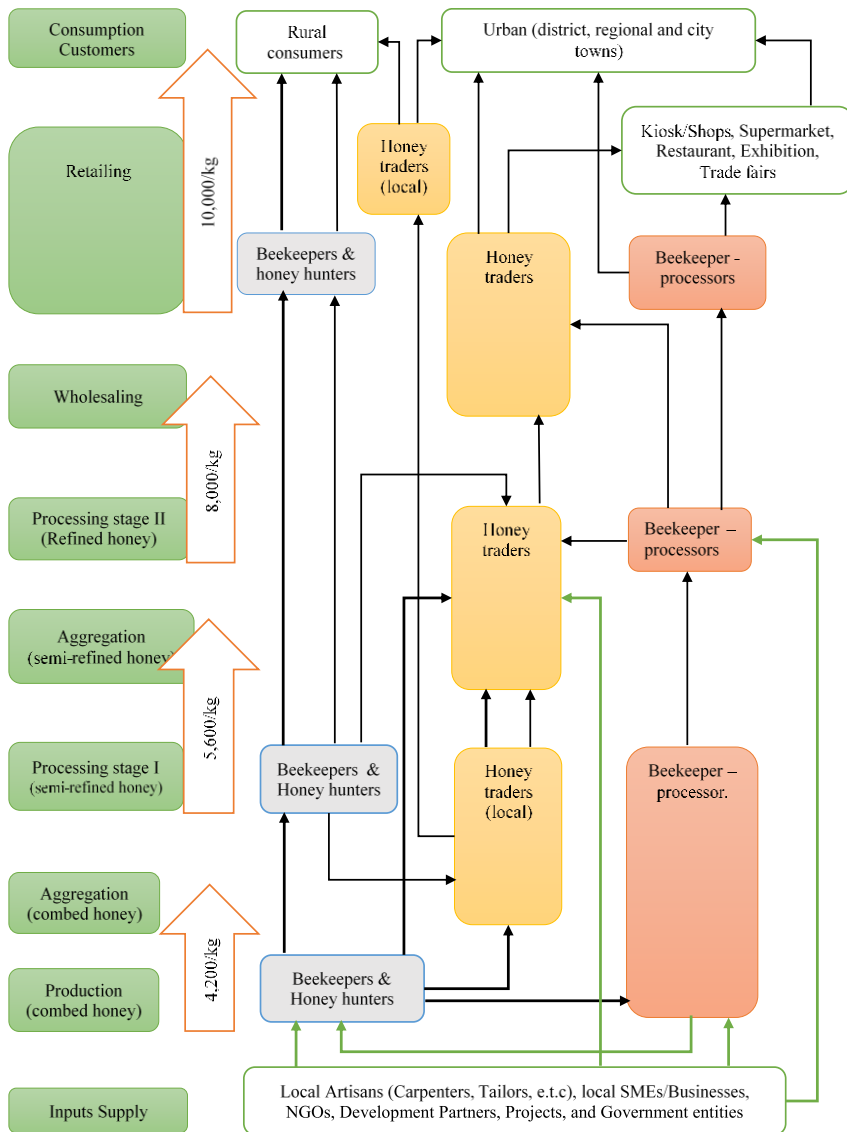 Consumption
Customers
Rural
consumers
Urban (district, regional and city
towns)
Retailing
10,000/kg
Honey
traders
(local)
Kiosk/Shops, Supermarket,
Restaurant, Exhibition,
Trade fairs
Beekeepers &
honey hunters
Honey
traders
Beekeeper -
processors
Wholesaling
8,000/kg
Processing stage II
(Refined honey)
Honey
traders
Beekeeper –
processors
Aggregation
(semi-refined honey)
5,600/kg
Processing stage I
(semi-refined honey)
Beekeepers &
Honey hunters
Honey
traders
(local)
Beekeeper –
processor.
Aggregation
(combed honey)
4,200/kg
Production
(combed honey)
Beekeepers &
Honey hunters
Inputs Supply
Local Artisans (Carpenters, Tailors, e.t.c), local SMEs/Businesses,
NGOs, Development Partners, Projects, and Government entities